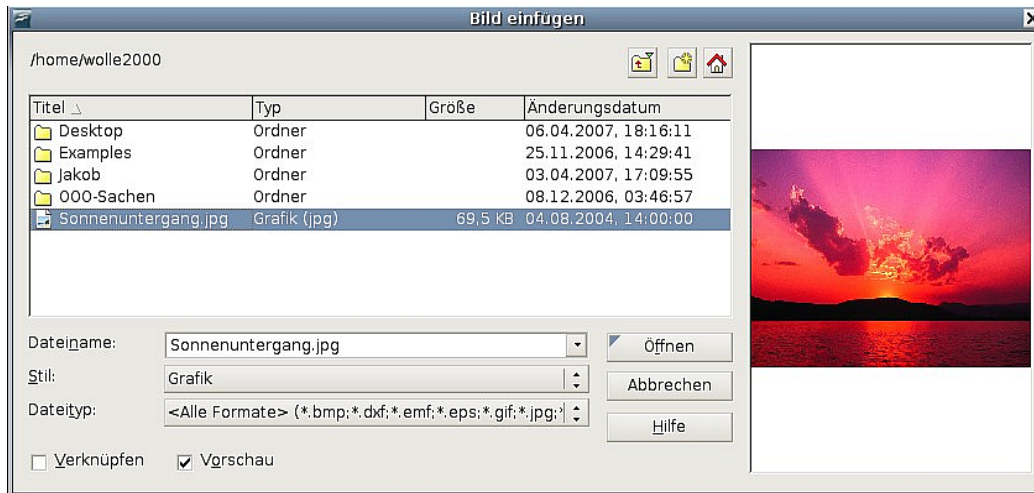 Bild einfügen
/home/wolle2000
Titel Typ Größe Änderungsdatum
Desktop Ordner 06.04.2007, 18:16:11
Examples Ordner 25.11.2006, 14:29:41
Jakob Ordner 03.04.2007, 17:09:55
OOO-Sachen Ordner 08.12.2006, 03:46:57
Sonnenuntergang.jpg Grafik (jpg) 69,5 KB 04.08.2004, 14:00:00
Dateiname: Sonnenuntergang.jpg Öffnen
Stil: Grafik Abbrechen
Dateityp: <Alle Formate> (*.bmp;*.dxf;*.emf;*.eps;*.gif;*.jpg;*
Hilfe
Verknüpfen Vorschau